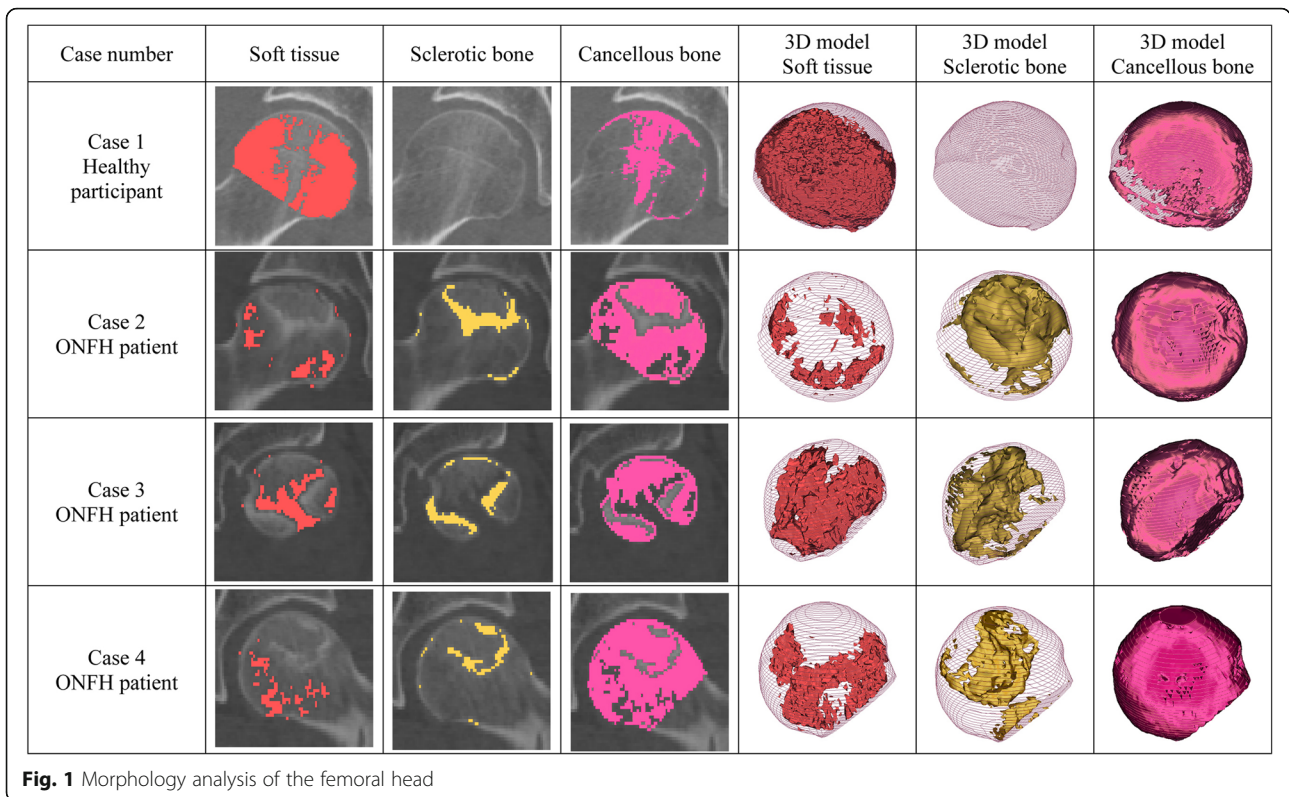 Case number
Soft tissue
Sclerotic bone
Cancellous bone
3D model
Soft tissue
3D model
Sclerotic bone
3D model
Cancellous bone
Case 1
Healthy
participant
Case 2
ONFH patient
Case 3
ONFH patient
Case 4
ONFH patient
Fig. 1 Morphology analysis of the femoral head